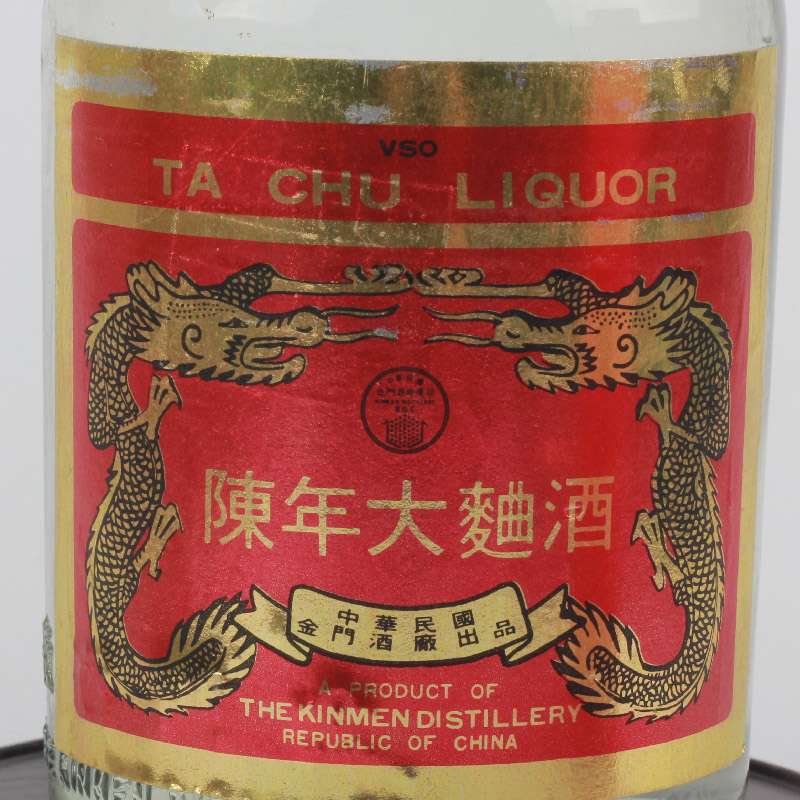 VSO
TA CHU LIQUOR
陳年大麯酒
中華民國
金門酒廠出品
A PRODUCT OF
THE KINMEN DISTILLERY
REPUBLIC OF CHINA